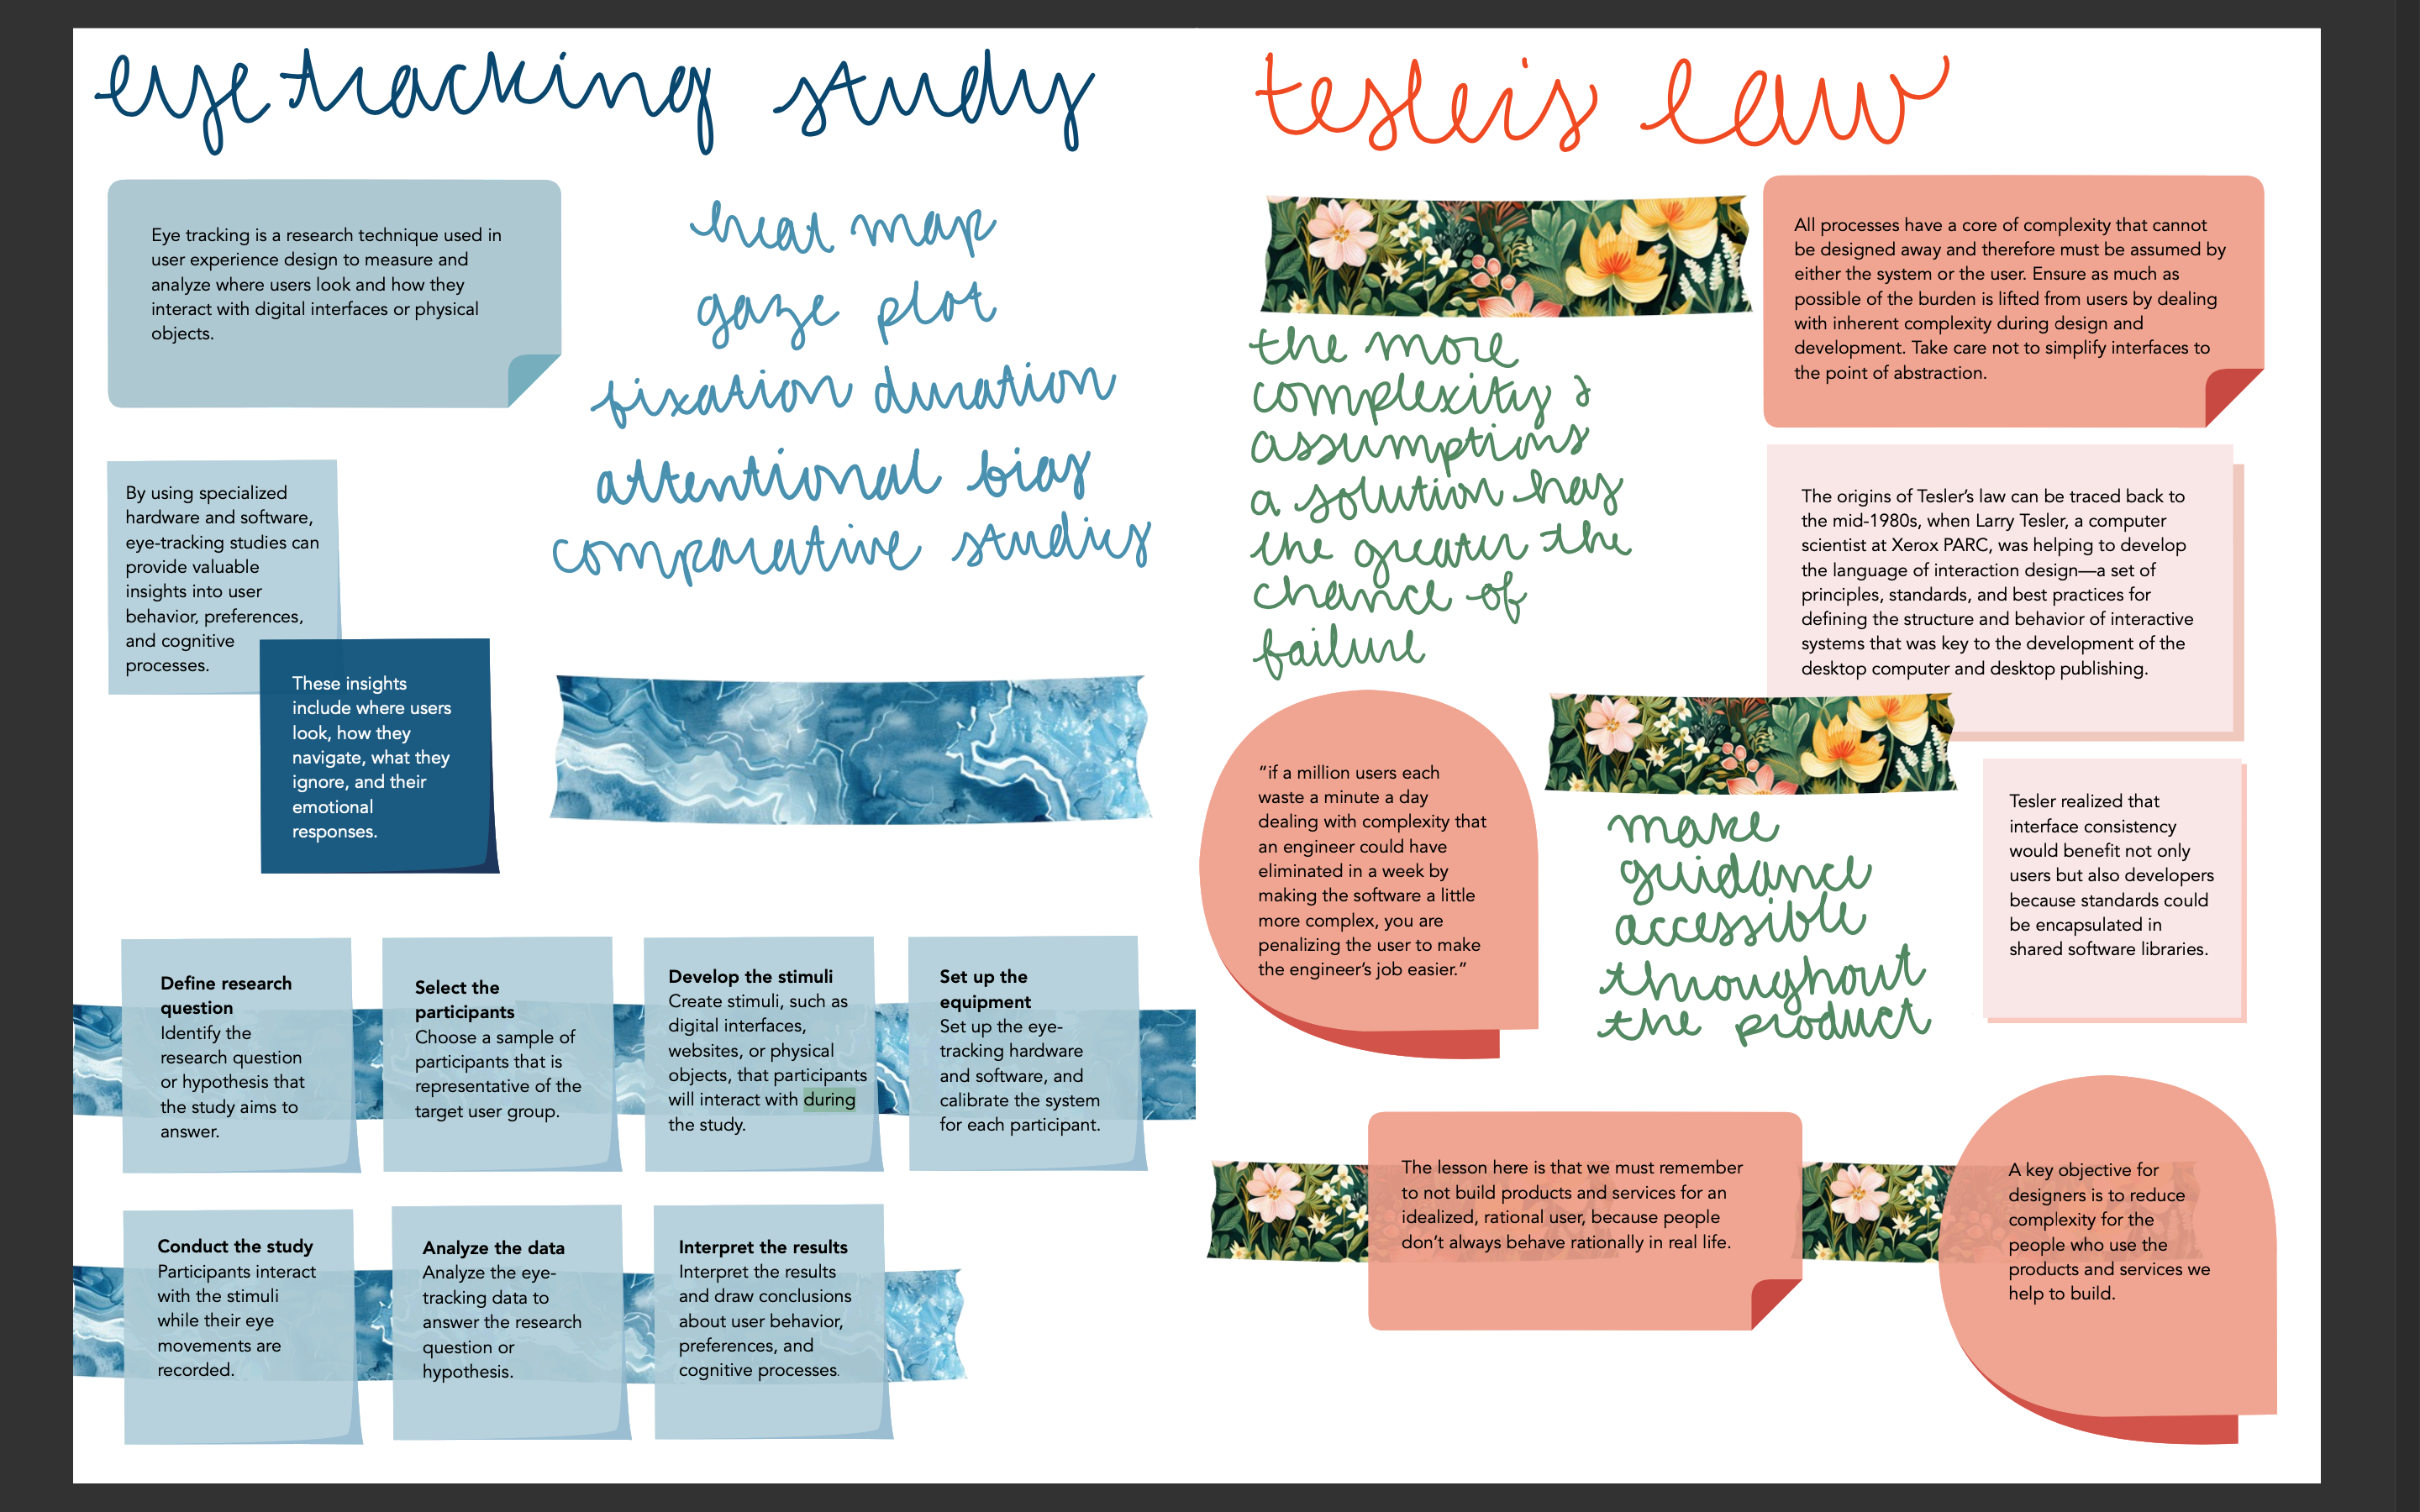 eye tracking study
Eye tracking is a research technique used in
user experience design to measure and
analyze where users look and how they
interact with digital interfaces or physical
objects.
heat map
gaze plot
fixation duration
attentional bias
comparative studies
By using specialized
hardware and software,
eye-tracking studies can
provide valuable
insights into user
behavior, preferences,
and cognitive
processes.
These insights
include where users
look, how they
navigate, what they
ignore, and their
emotional
responses.
Define research
question
Identify the
research question
or hypothesis that
the study aims to
answer.
Select the
participants
Choose a sample of
participants that is
representative of the
target user group.
Develop the stimuli
Create stimuli, such as
digital interfaces,
websites, or physical
objects, that participants
will interact with during
the study.
Set up the
equipment
Set up the eye-
tracking hardware
and software, and
calibrate the system
for each participant.
Conduct the study
Participants interact
with the stimuli
while their eye
movements are
recorded.
Analyze the data
Analyze the eye-
tracking data to
answer the research
question or
hypothesis.
Interpret the results
Interpret the results
and draw conclusions
about user behavior,
preferences, and
cognitive processes.
tesler's law
All processes have a core of complexity that cannot
be designed away and therefore must be assumed by
either the system or the user. Ensure as much as
possible of the burden is lifted from users by dealing
with inherent complexity during design and
development. Take care not to simplify interfaces to
the point of abstraction.
the more
complexity &
assumptions
a solution has
the greater the
chance of
failure
The origins of Tesler's law can be traced back to
the mid-1980s, when Larry Tesler, a computer
scientist at Xerox PARC, was helping to develop
the language of interaction design—a set of
principles, standards, and best practices for
defining the structure and behavior of interactive
systems that was key to the development of the
desktop computer and desktop publishing.
“if a million users each
waste a minute a day
dealing with complexity that
an engineer could have
eliminated in a week by
making the software a little
more complex, you are
penalizing the user to make
the engineer's job easier.”
make
guidance
accessible
throughout
the product
Tesler realized that
interface consistency
would benefit not only
users but also developers
because standards could
be encapsulated in
shared software libraries.
The lesson here is that we must remember
to not build products and services for an
idealized, rational user, because people
don't always behave rationally in real life.
A key objective for
designers is to reduce
complexity for the
people who use the
products and services we
help to build.